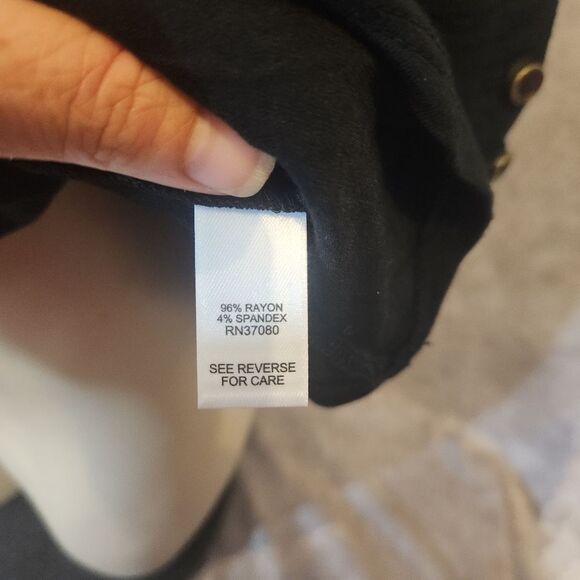 96% RAYON
4% SPANDEX
RN37080
SEE REVERSE
FOR CARE